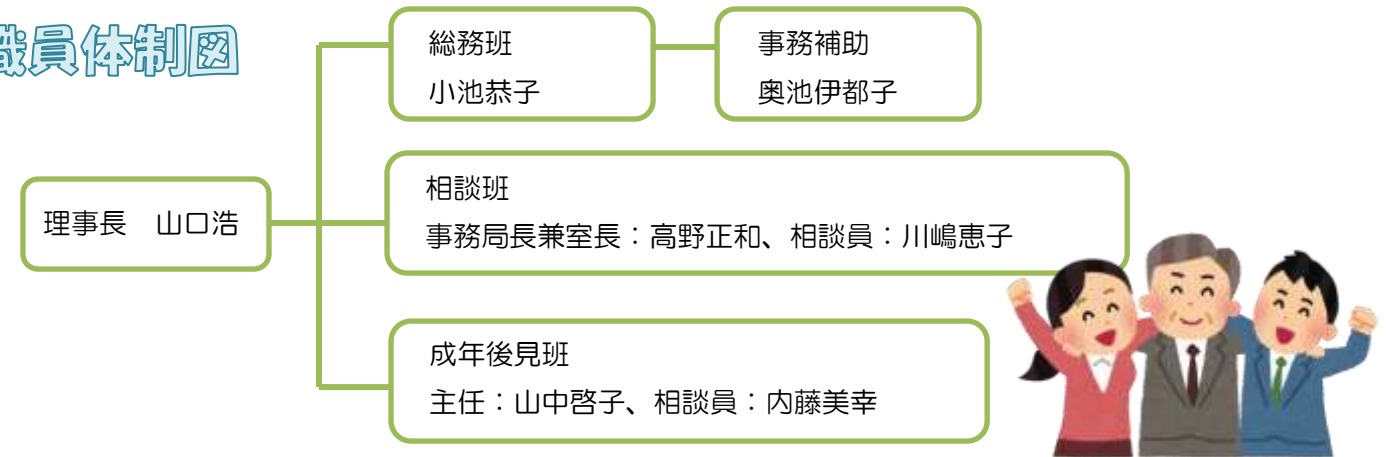 職員体制図
総務班
小池恭子
事務補助
奥池伊都子
理事長 山口浩
相談班
事務局長兼室長：高野正和、相談員：川嶋恵子
成年後見班
主任：山中啓子、相談員：内藤美幸